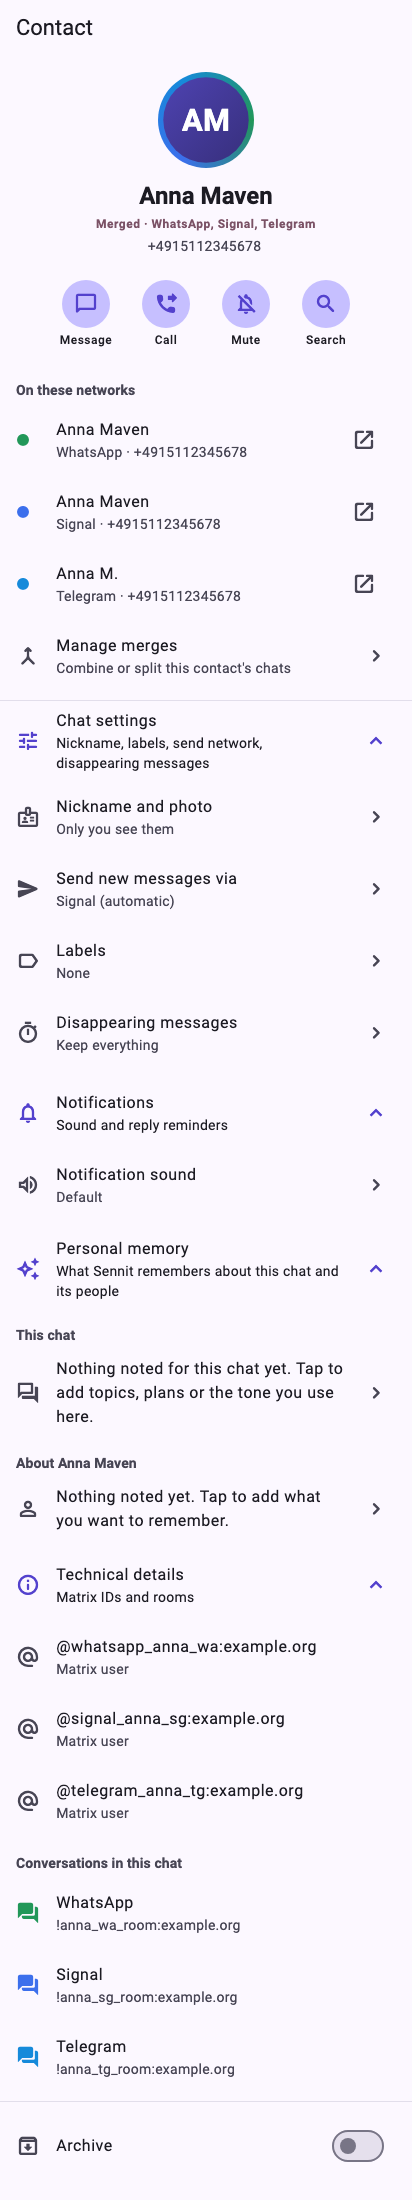 Contact
AM
Anna Maven
Merged · WhatsApp, Signal, Telegram
+4915112345678
Message
Call
Mute
Search
On these networks
Anna Maven
WhatsApp · +4915112345678
Anna Maven
Signal · +4915112345678
Anna M.
Telegram · +4915112345678
Manage merges
Combine or split this contact's chats
Chat settings
Nickname, labels, send network,
disappearing messages
Nickname and photo
Only you see them
Send new messages via
Signal (automatic)
Labels
None
Disappearing messages
Keep everything
Notifications
Sound and reply reminders
Notification sound
Default
Personal memory
What Sennit remembers about this chat and
its people
This chat
Nothing noted for this chat yet. Tap to
add topics, plans or the tone you use
here.
About Anna Maven
Nothing noted yet. Tap to add what
you want to remember.
Technical details
Matrix IDs and rooms
@whatsapp_anna_wa:example.org
Matrix user
@signal_anna_sg:example.org
Matrix user
@telegram_anna_tg:example.org
Matrix user
Conversations in this chat
WhatsApp
!anna_wa_room:example.org
Signal
!anna_sg_room:example.org
Telegram
!anna_tg_room:example.org
Archive